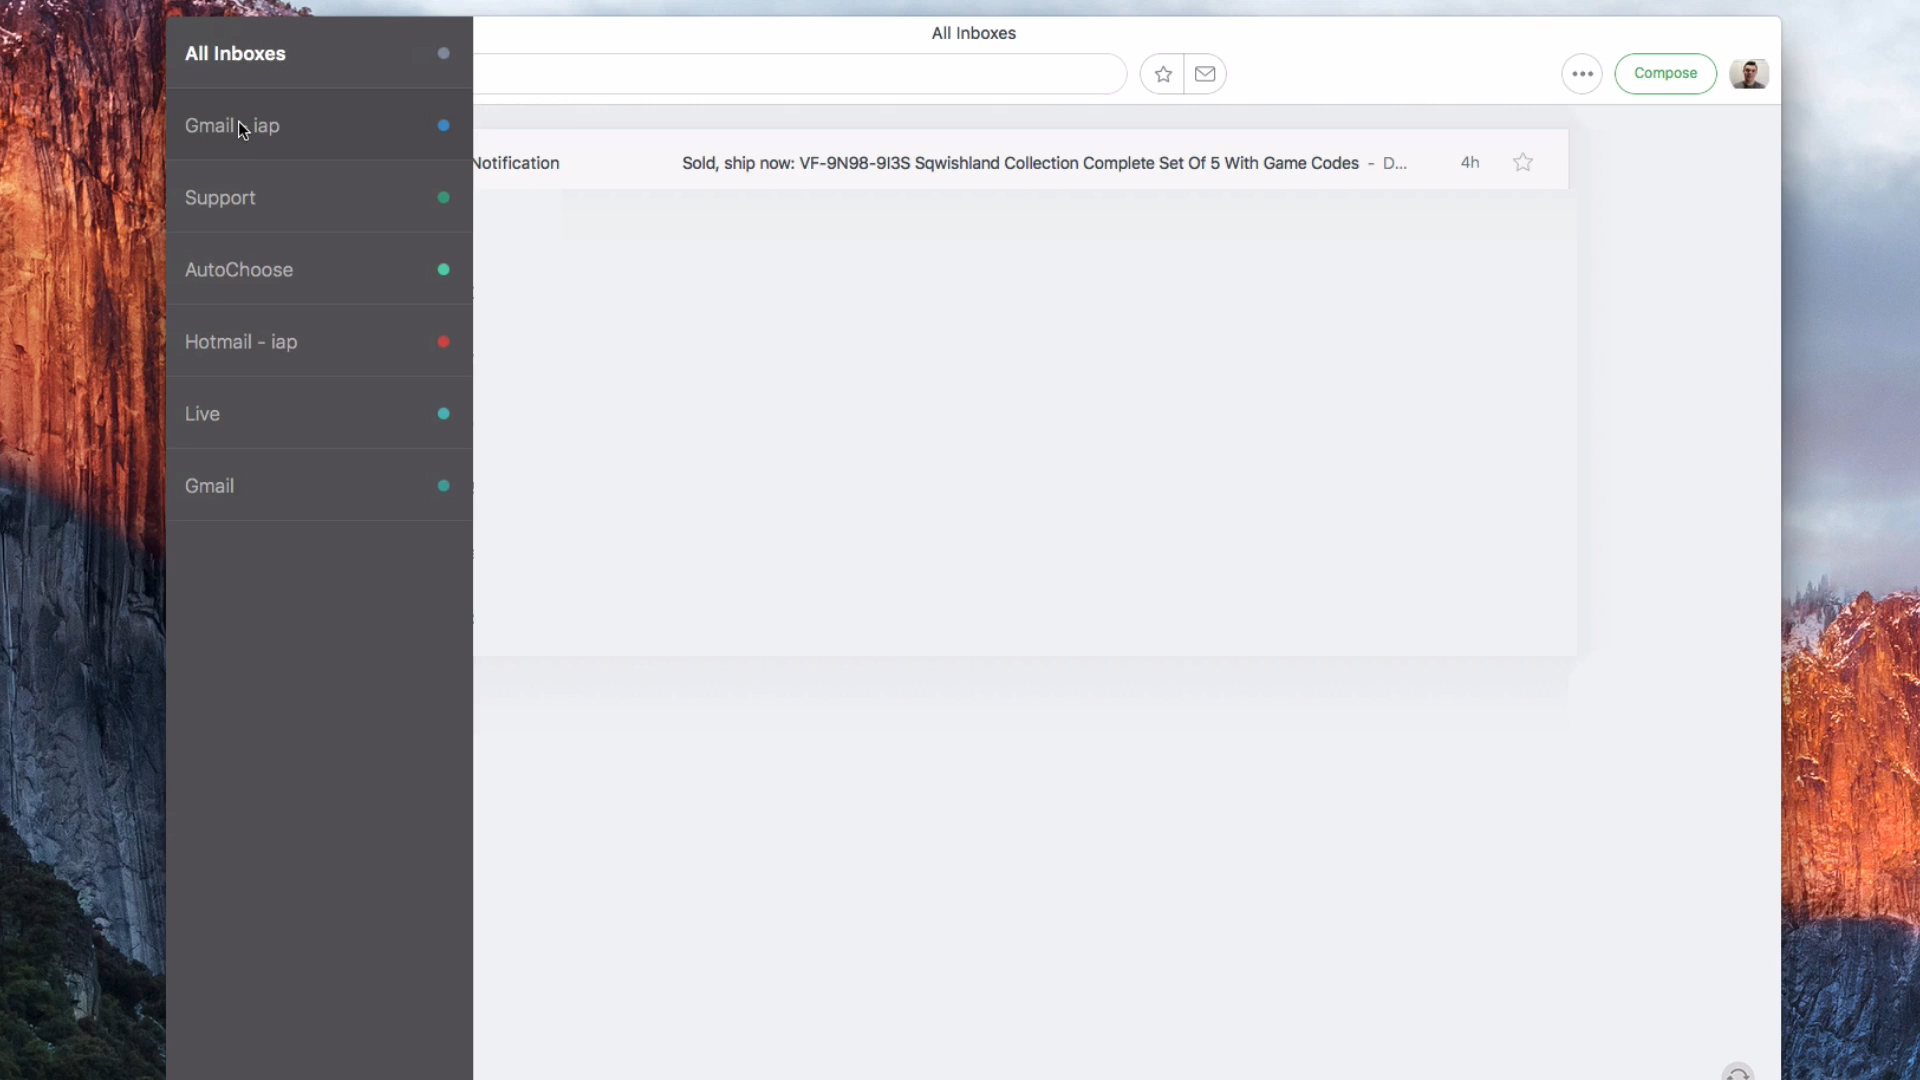 All Inboxes
All Inboxes
Compose
Gmail - iap
Notification
Sold, ship now: VF-9N98-9I3S Sqwishland Collection Complete Set Of 5 With Game Codes - D...
4h
Support
AutoChoose
Hotmail - iap
Live
Gmail